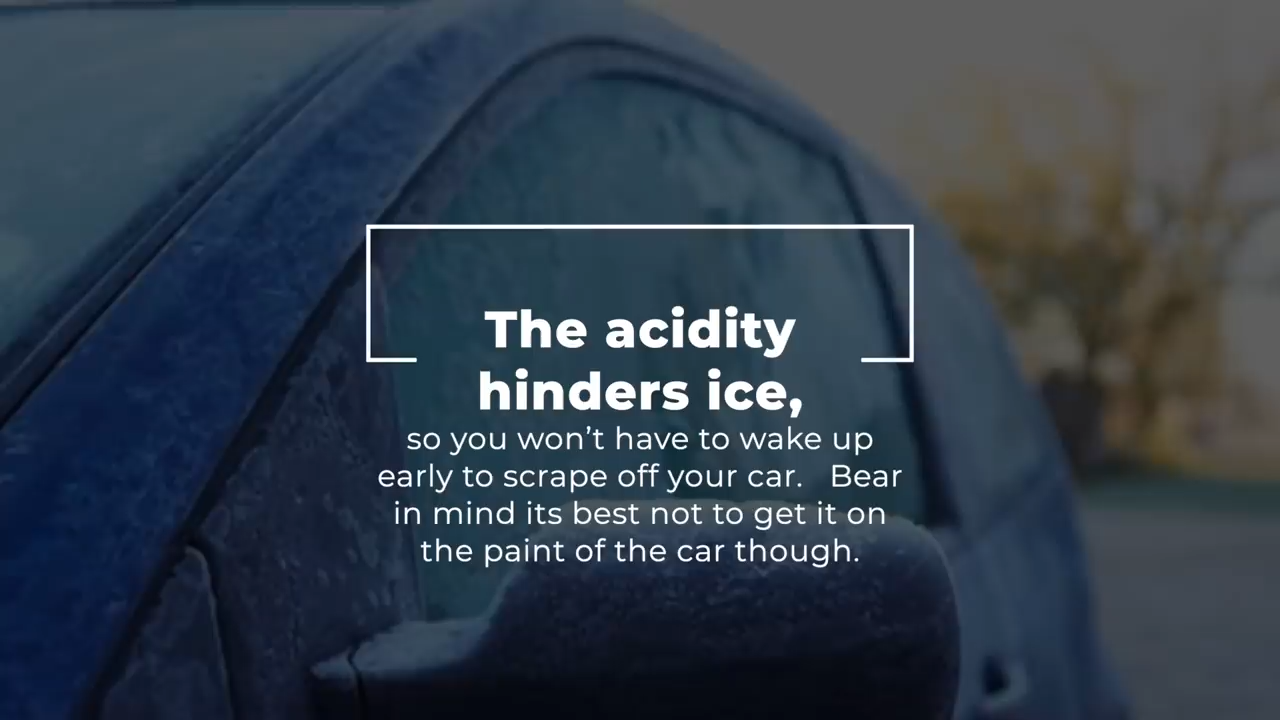 The acidity
hinders ice,
so you won’t have to wake up
early to scrape off your car.   Bear
in mind its best not to get it on
the paint of the car though.